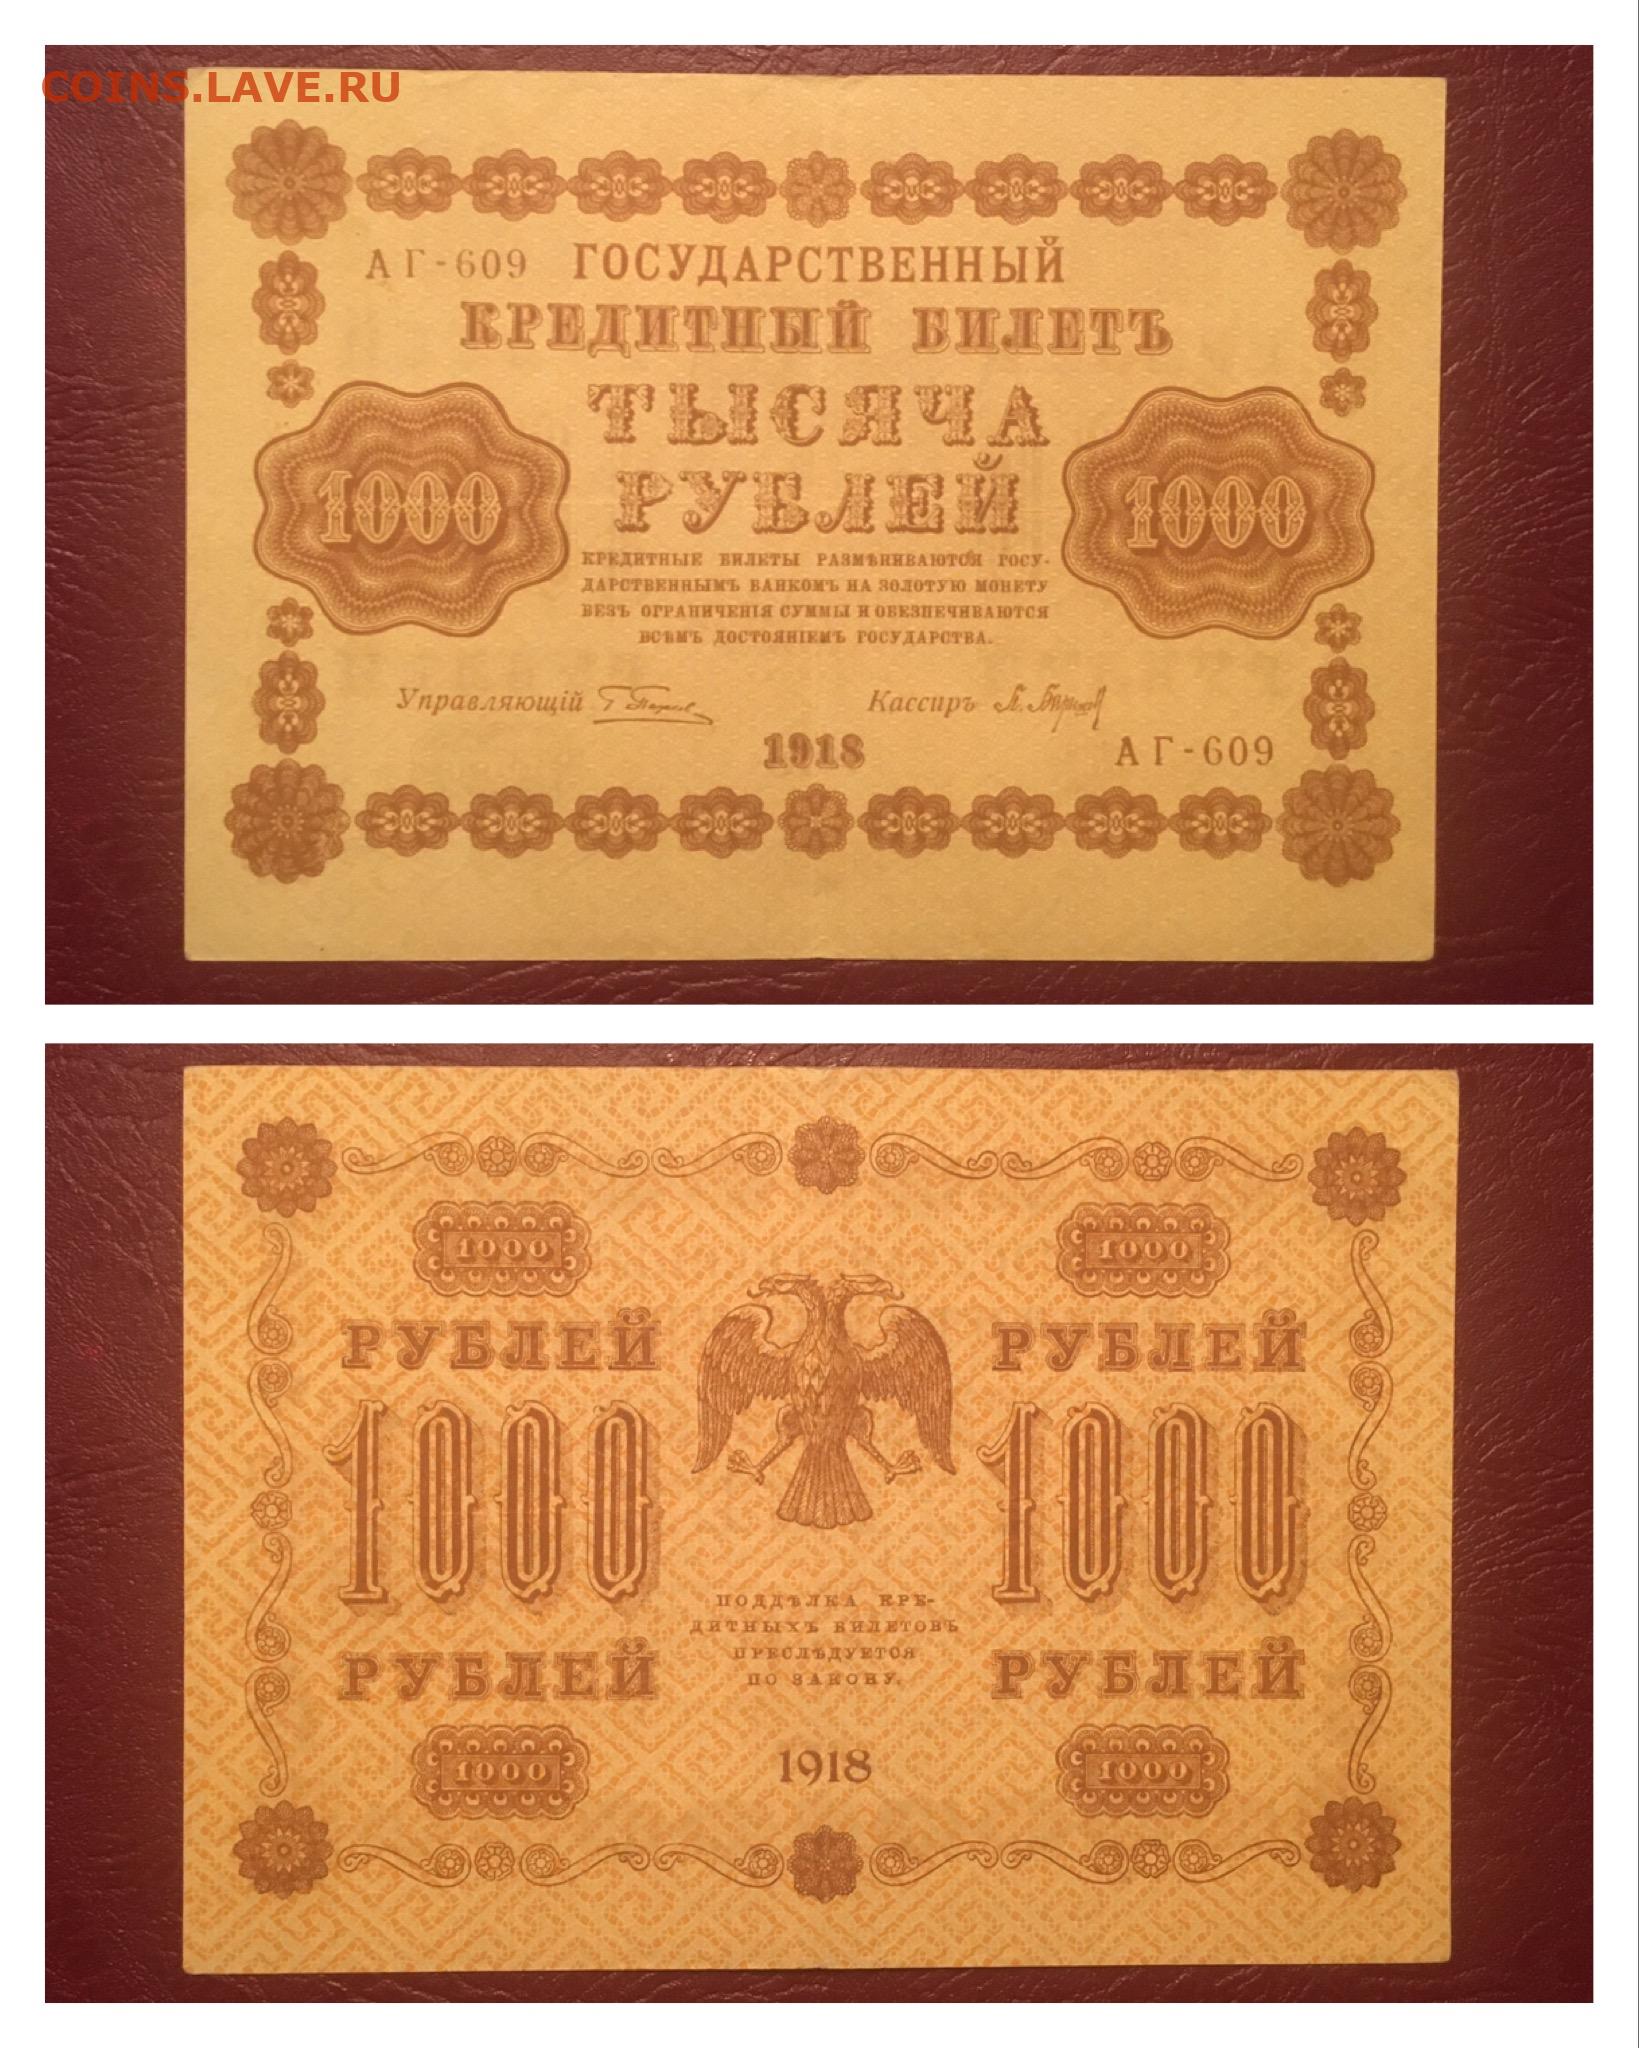 COINS.LAVE.RU
АГ-609 ГОСУДАРСТВЕННЫЙ
КРЕДИТНЫЙ БИЛЕТЪ
ТЫСЯЧА
РУБЛЕЙ
1000 1000
КРЕДИТНЫЕ БИЛЕТЫ РАЗМѢНИВАЮТСЯ ГОСУ-
ДАРСТВЕННЫМЪ БАНКОМЪ НА ЗОЛОТУЮ МОНЕТУ
БЕЗЪ ОГРАНИЧЕНІЯ СУММЫ И ОБЕЗПЕЧИВАЮТСЯ
ВСѢМЪ ДОСТОЯНІЕМЪ ГОСУДАРСТВА.
Управляющій Кассиръ
1918 АГ-609
1000 1000
РУБЛЕЙ РУБЛЕЙ
1000 1000
ПОДДѢЛКА КРЕ-
ДИТНЫХЪ БИЛЕТОВЪ
ПРЕСЛѢДУЕТСЯ
ПО ЗАКОНУ.
РУБЛЕЙ РУБЛЕЙ
1000 1918 1000